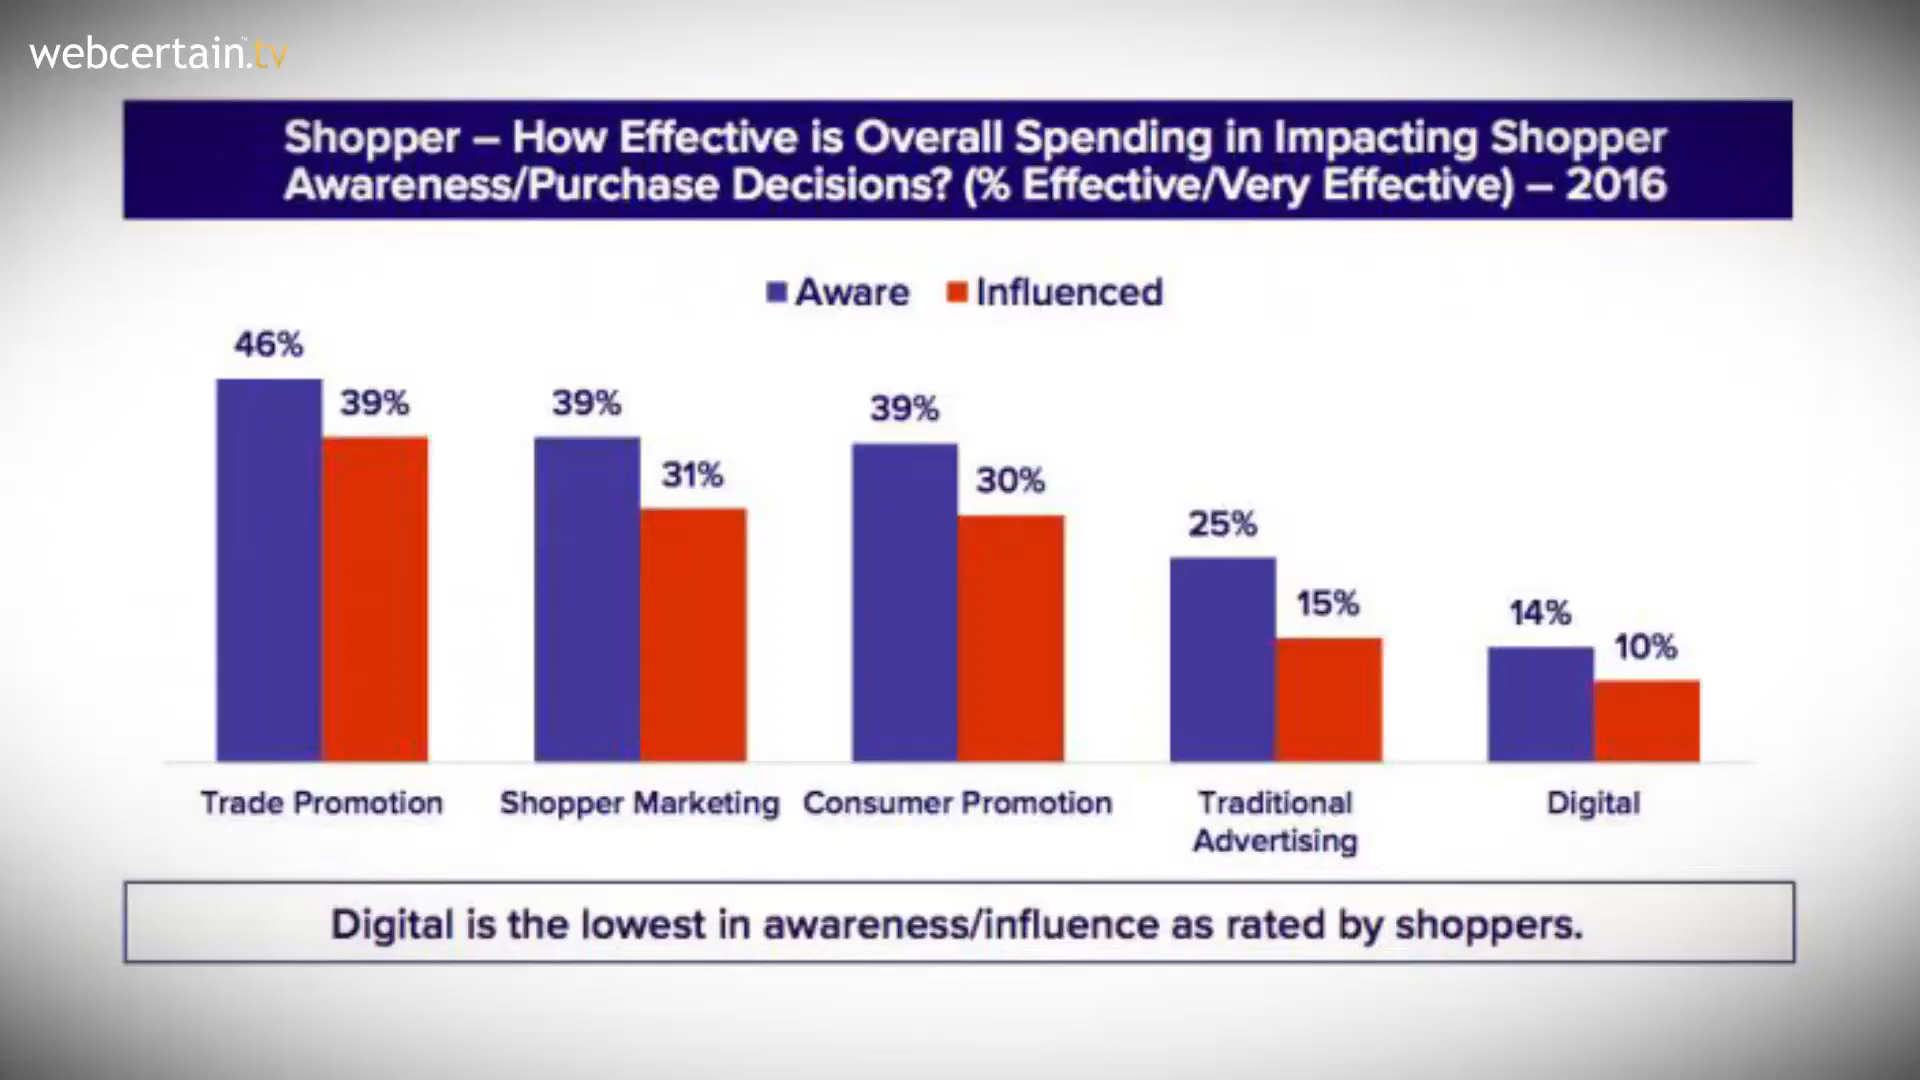 webcertain.tv™
Shopper – How Effective is Overall Spending in Impacting Shopper
Awareness/Purchase Decisions? (% Effective/Very Effective) – 2016
Aware Influenced
46% 39% 39% 31% 39% 30% 25% 15% 14% 10%
Trade Promotion Shopper Marketing Consumer Promotion Traditional Digital
Advertising
Digital is the lowest in awareness/influence as rated by shoppers.